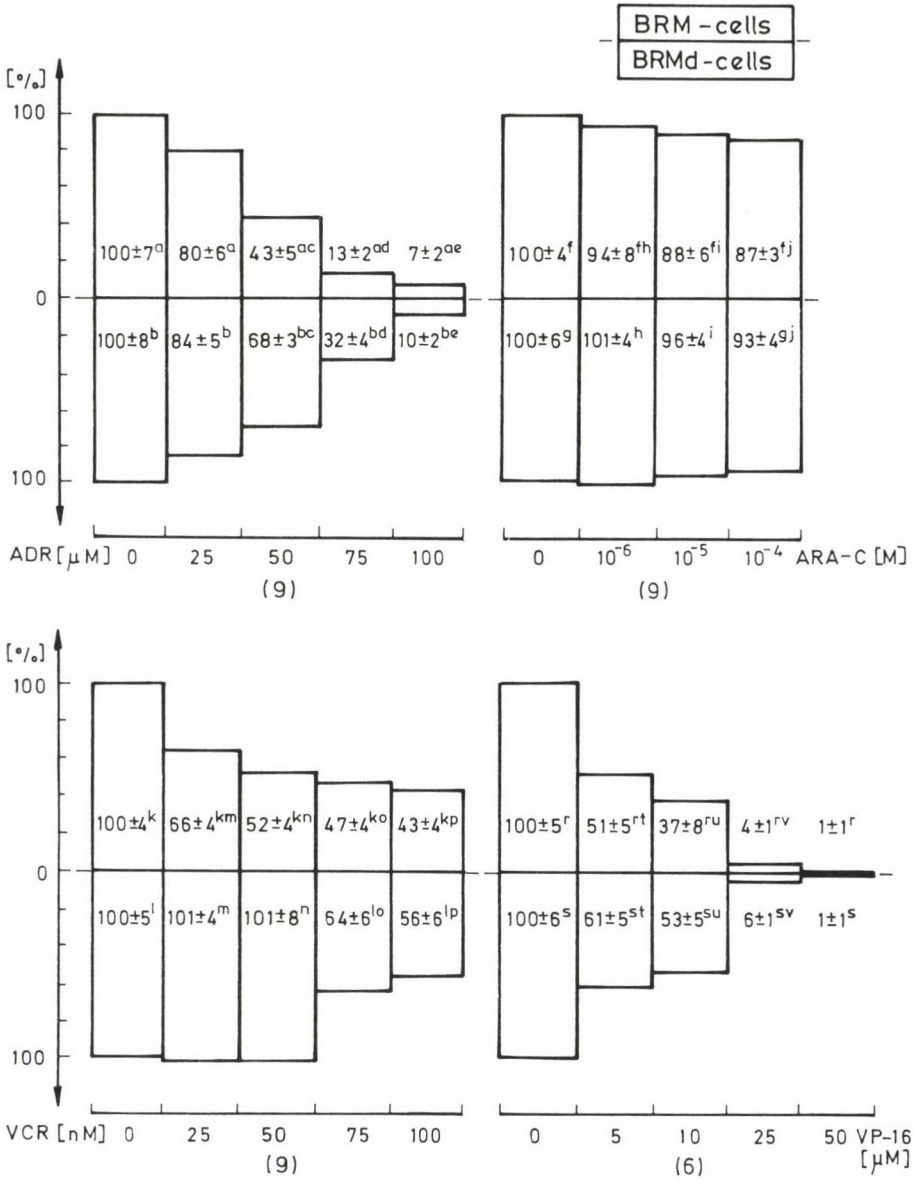 BRM-cells
BRMd-cells
[%]
100
100±7ᵃ 80±6ᵃ 43±5ᵃᶜ 13±2ᵃᵈ 7±2ᵃᵉ
100±4ᶠ 94±8ᶠʰ 88±6ᶠⁱ 87±3ᶠʲ
0
100±8ᵇ 84±5ᵇ 68±3ᵇᶜ 32±4ᵇᵈ 10±2ᵇᵉ
100±6ᵍ 101±4ʰ 96±4ⁱ 93±4ᵍʲ
100
ADR[μM] 0 25 50 75 100
0 10⁻⁶ 10⁻⁵ 10⁻⁴ ARA-C [M]
(9)
(9)
[%]
100
100±4ᵏ 66±4ᵏᵐ 52±4ᵏⁿ 47±4ᵏᵒ 43±4ᵏᵖ
100±5ʳ 51±5ʳᵗ 37±8ʳᵘ 4±1ʳᵛ 1±1ʳ
0
100±5ˡ 101±4ᵐ 101±8ⁿ 64±6ˡᵒ 56±6ˡᵖ
100±6ˢ 61±5ˢᵗ 53±5ˢᵘ 6±1ˢᵛ 1±1ˢ
100
VCR[nM] 0 25 50 75 100
0 5 10 25 50 VP-16
[μM]
(9)
(6)